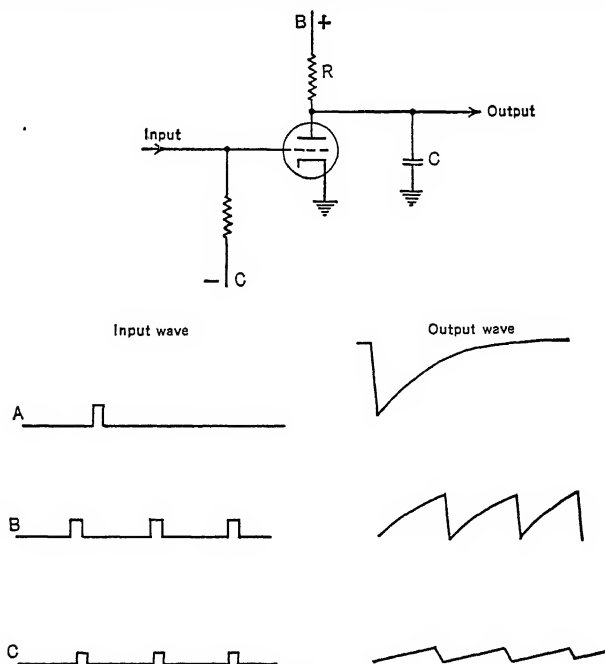 B +
R
Output
Input
C
– C
Input wave
Output wave
A
B
C